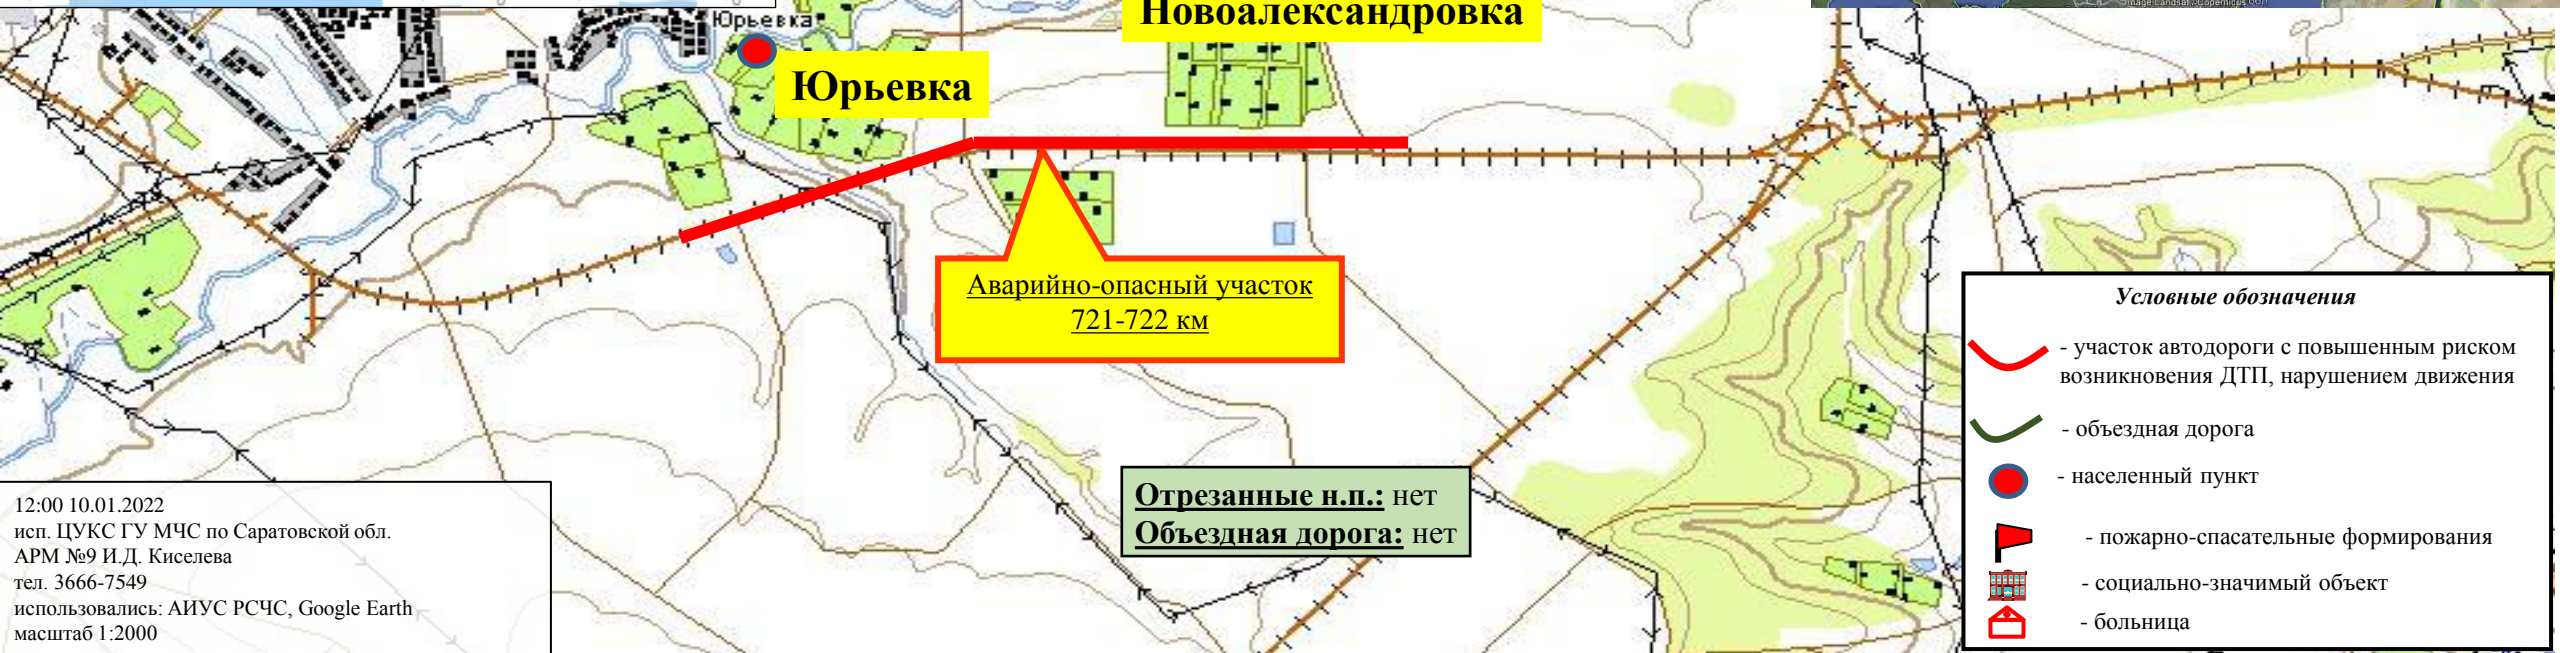 Image Landsat / Copernicus
Новоалександровка
Юрьевка
Юрьевка
Аварийно-опасный участок
721-722 км
Условные обозначения
- участок автодороги с повышенным риском
возникновения ДТП, нарушением движения
- объездная дорога
- населенный пункт
- пожарно-спасательные формирования
- социально-значимый объект
- больница
Отрезанные н.п.: нет
Объездная дорога: нет
12:00 10.01.2022
исп. ЦУКС ГУ МЧС по Саратовской обл.
АРМ №9 И.Д. Киселева
тел. 3666-7549
использовались: АИУС РСЧС, Google Earth
масштаб 1:2000